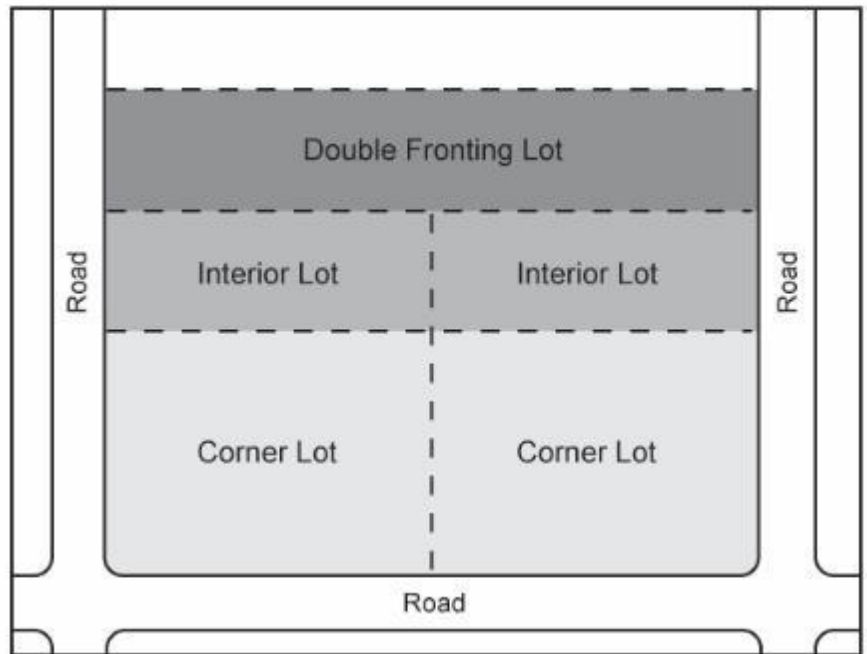 Double Fronting Lot
Road
Interior Lot
Interior Lot
Road
Corner Lot
Corner Lot
Road